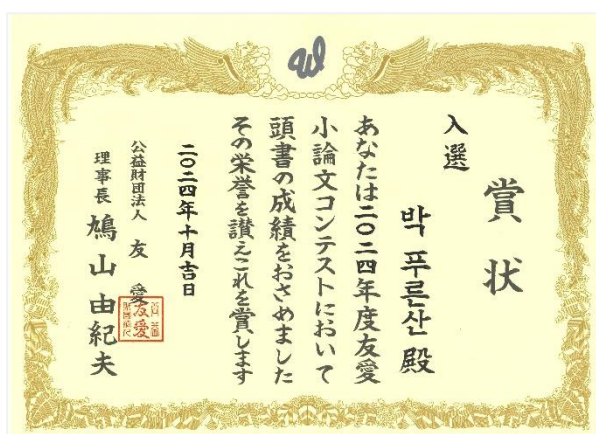 賞状
入選
박 푸른산 殿
あなたは二〇二四年度友愛
小論文コンテストにおいて
頭書の成績をおさめました
その栄誉を讃えこれを賞します
二〇二四年十月吉日
公益財団法人 友愛
理事長 鳩山由紀夫